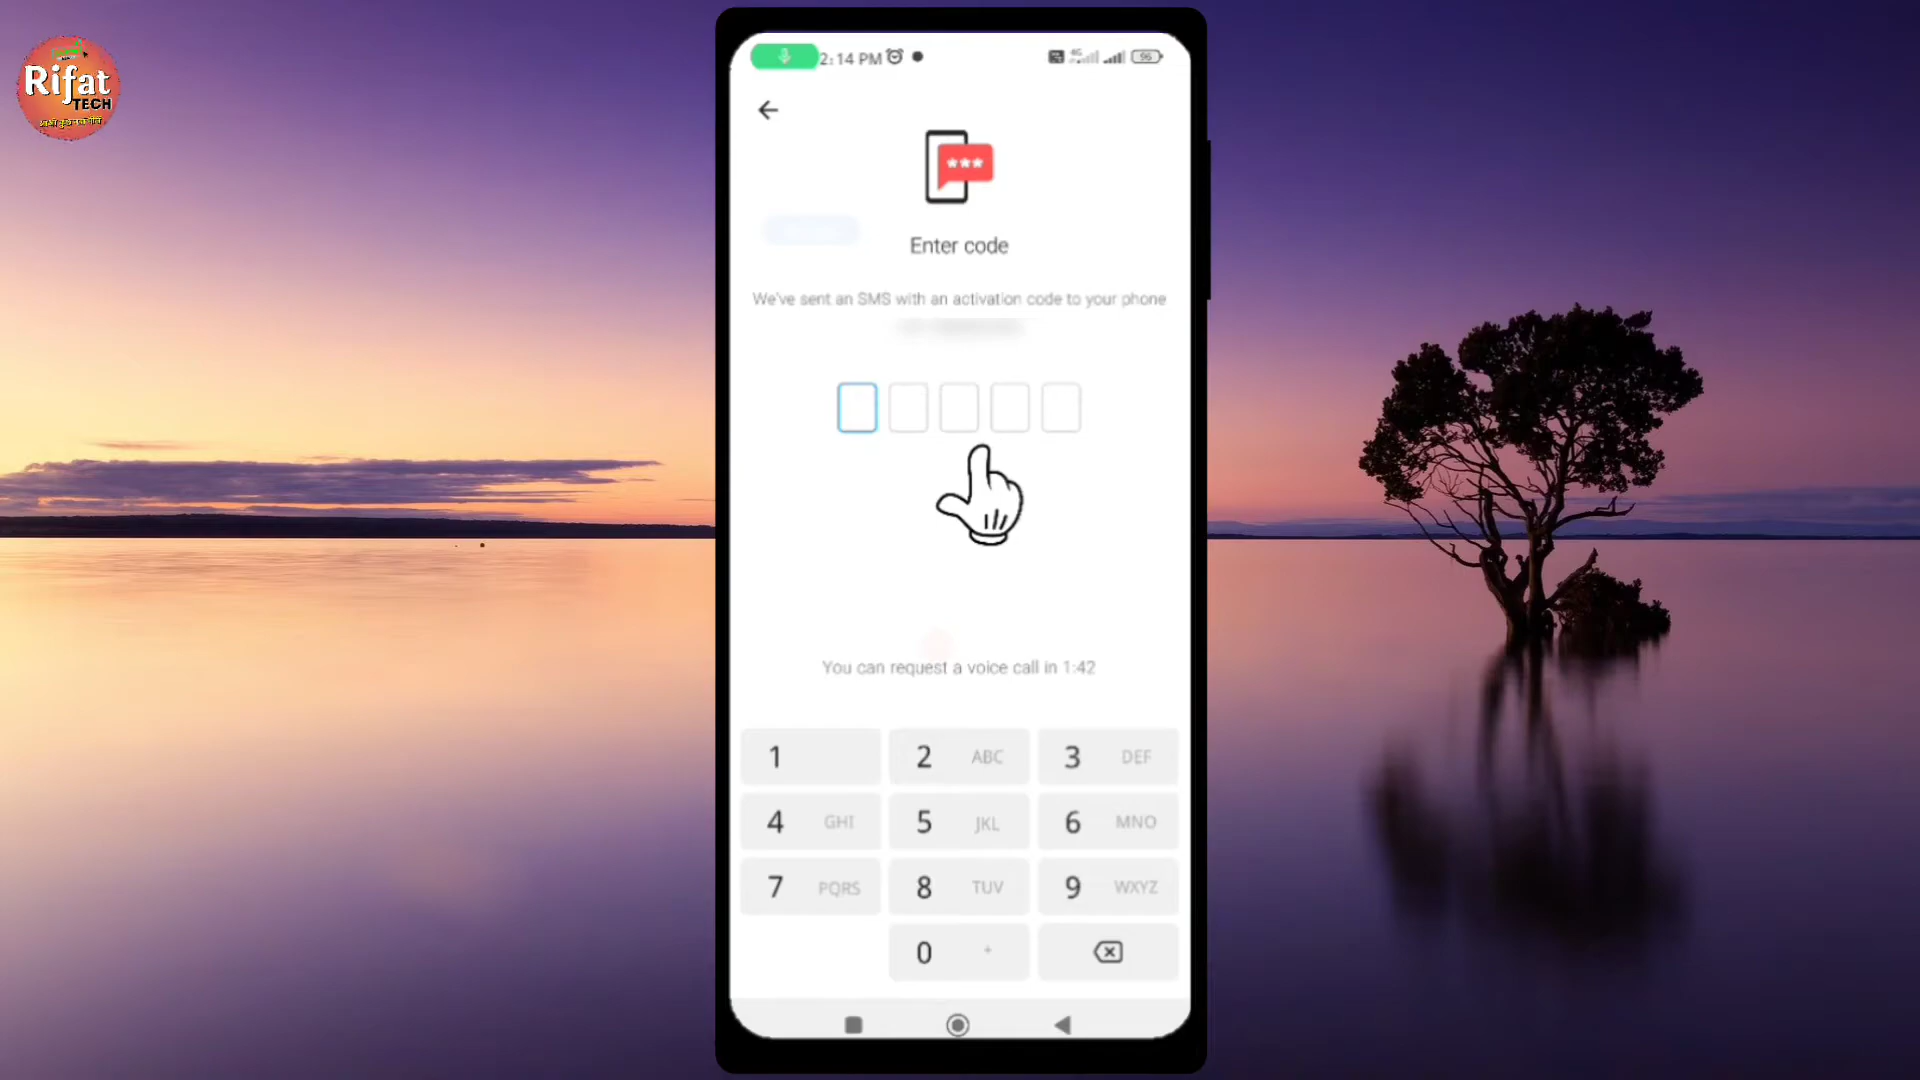 Rifat
TECH
2:14 PM
4G
96
***
Enter code
We've sent an SMS with an activation code to your phone
You can request a voice call in 1:42
1
2 ABC
3 DEF
4 GHI
5 JKL
6 MNO
7 PQRS
8 TUV
9 WXYZ
0 +